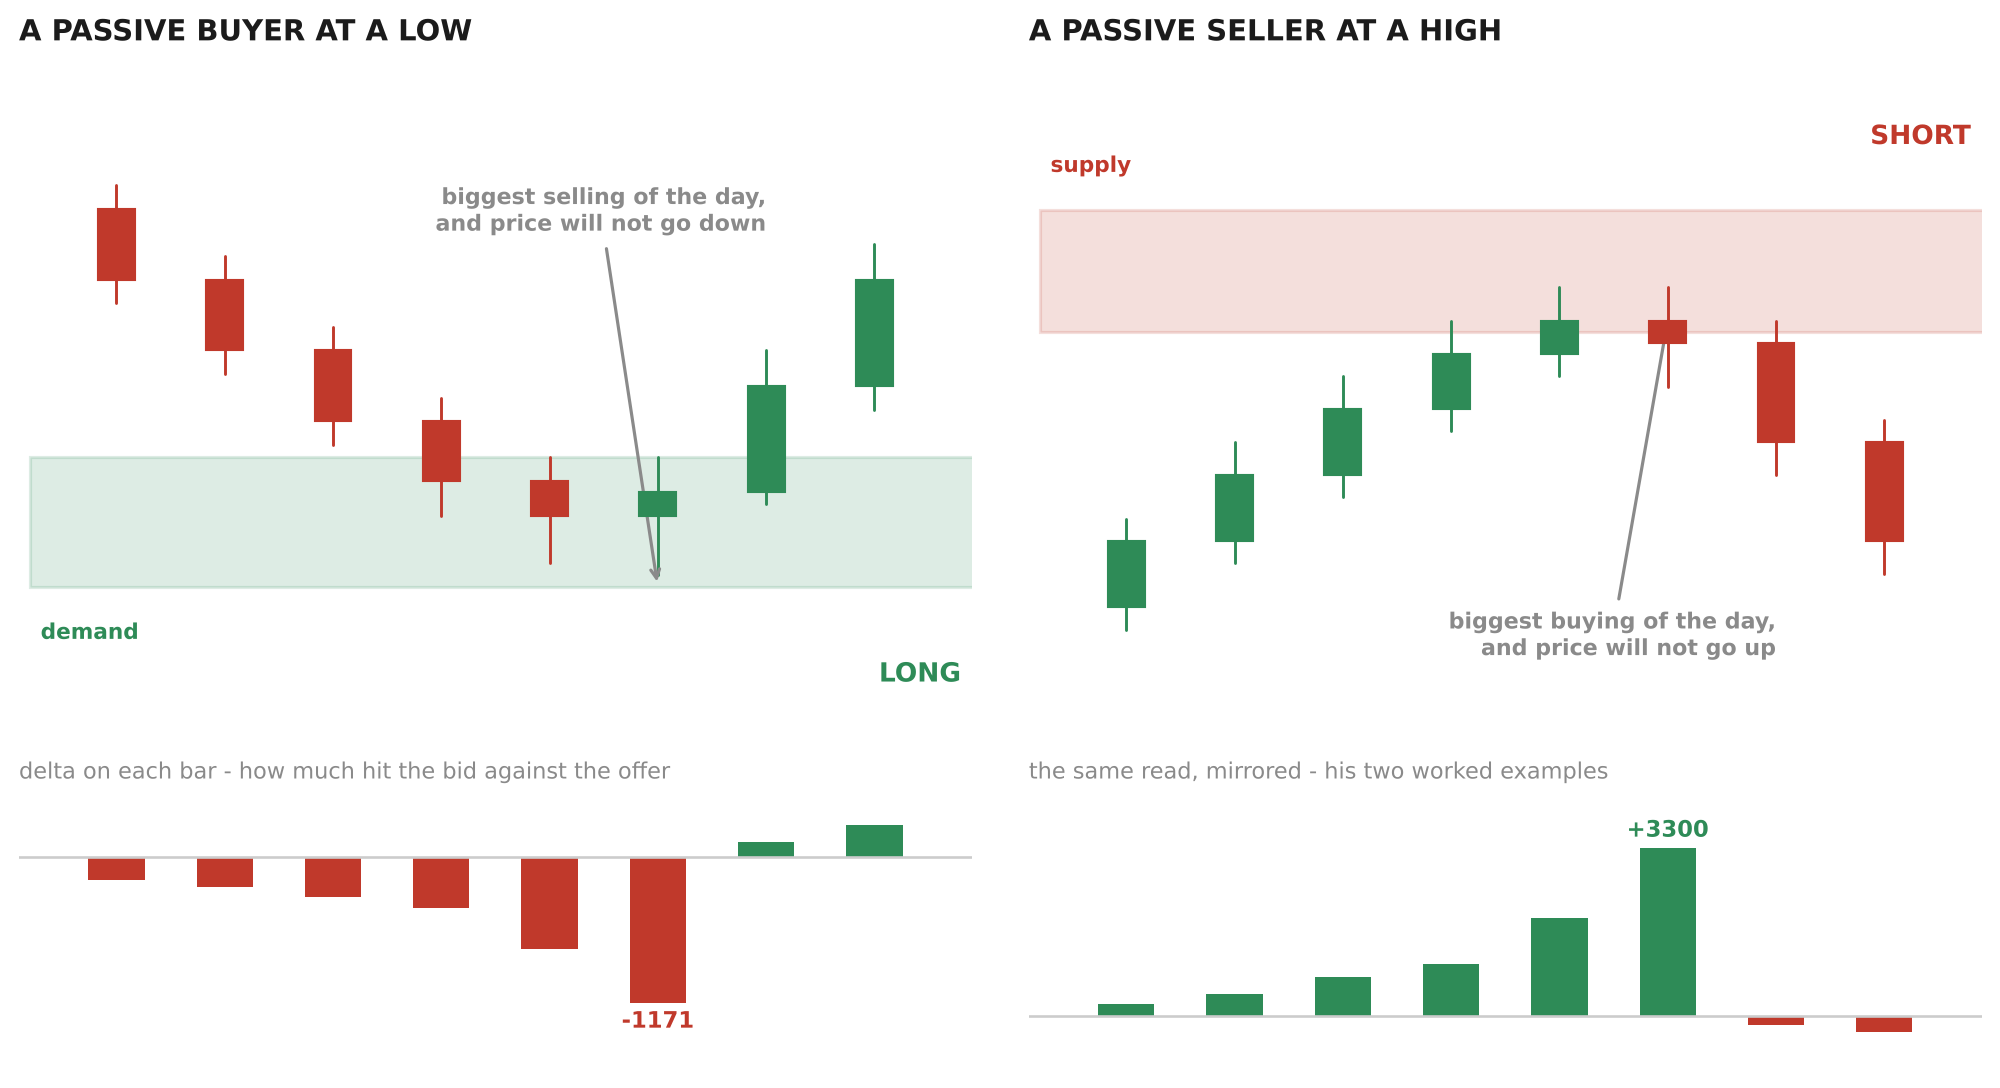 A PASSIVE BUYER AT A LOW
biggest selling of the day,
and price will not go down
demand
LONG
delta on each bar - how much hit the bid against the offer
-1171
A PASSIVE SELLER AT A HIGH
SHORT
supply
biggest buying of the day,
and price will not go up
the same read, mirrored - his two worked examples
+3300